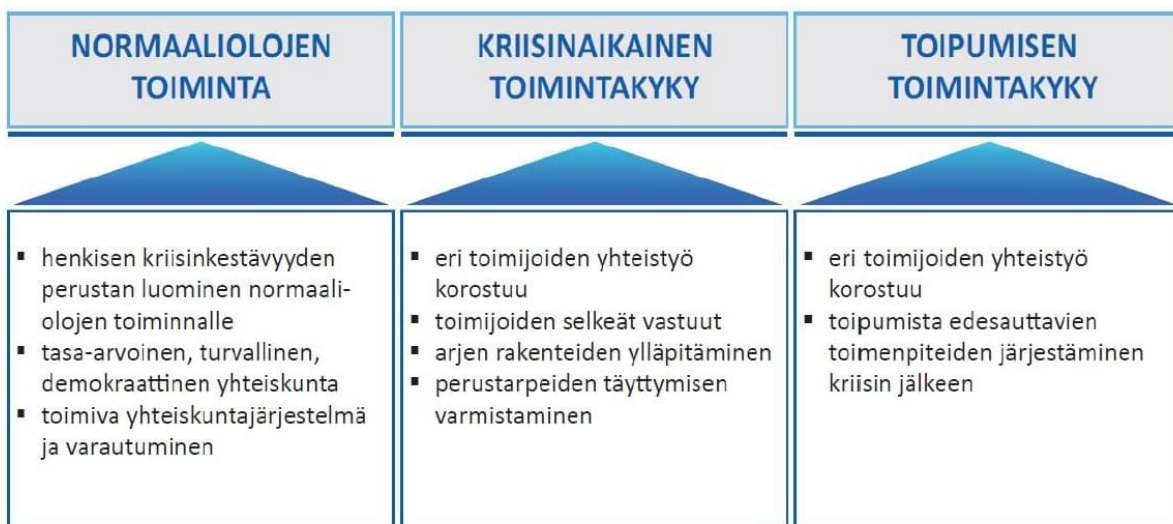 NORMAALIOLOJEN
TOIMINTA
▪ henkisen kriisinkestävyyden
perustan luominen normaali-
olojen toiminnalle
▪ tasa-arvoinen, turvallinen,
demokraattinen yhteiskunta
▪ toimiva yhteiskuntajärjestelmä
ja varautuminen
KRIISINAIKAINEN
TOIMINTAKYKY
▪ eri toimijoiden yhteistyö
korostuu
▪ toimijoiden selkeät vastuut
▪ arjen rakenteiden ylläpitäminen
▪ perustarpeiden täyttymisen
varmistaminen
TOIPUMISEN
TOIMINTAKYKY
▪ eri toimijoiden yhteistyö
korostuu
▪ toipumista edesauttavien
toimenpiteiden järjestäminen
kriisin jälkeen